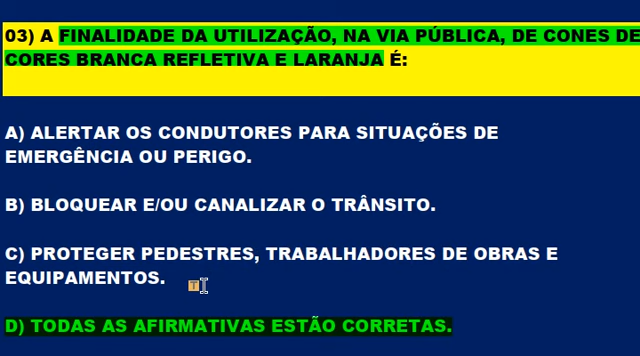 03) A FINALIDADE DA UTILIZAÇÃO, NA VIA PÚBLICA, DE CONES DE
CORES BRANCA REFLETIVA E LARANJA É:
A) ALERTAR OS CONDUTORES PARA SITUAÇÕES DE
EMERGÊNCIA OU PERIGO.
B) BLOQUEAR E/OU CANALIZAR O TRÂNSITO.
C) PROTEGER PEDESTRES, TRABALHADORES DE OBRAS E
EQUIPAMENTOS.
D) TODAS AS AFIRMATIVAS ESTÃO CORRETAS.